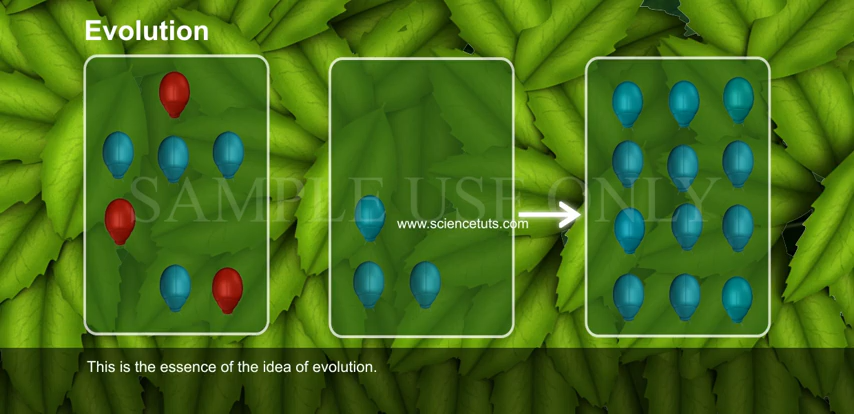 Evolution
SAMPLE USE ONLY
www.sciencetuts.com
This is the essence of the idea of evolution.